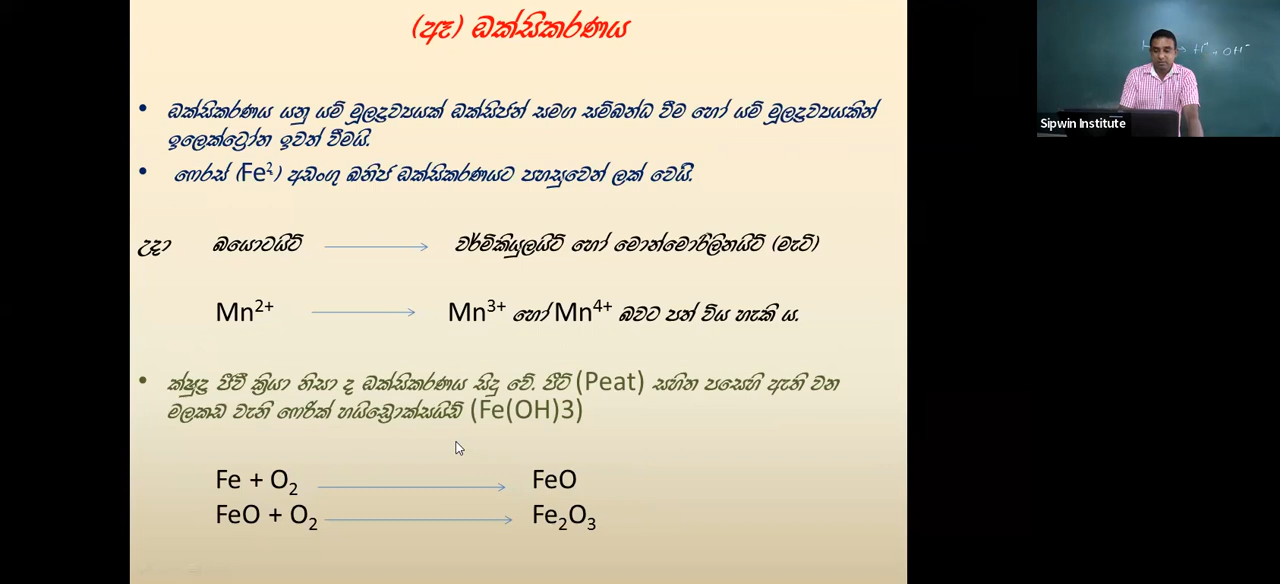 (ඇ) ඔක්සිකරණය
• ඔක්සිකරණය යනු යම් මූලද්‍රව්‍යයක් ඔක්සිජන් සමග සම්බන්ධ වීම හෝ යම් මූලද්‍රව්‍යයකින්
ඉලෙක්ට්‍රෝන ඉවත් වීමයි.
• ෆෙරස් (Fe²) අඩංගු ඛනිජ ඔක්සිකරණයට පහසුවෙන් ලක් වෙයි.
උදා බයොටයිට් → වර්මිකියුලයිට් හෝ මොන්මොරිලිනයිට් (මැටි)
Mn²⁺ → Mn³⁺ හෝ Mn⁴⁺ බවට පත් විය හැකි ය.
• ක්ෂුද්‍ර ජීවී ක්‍රියා නිසා ද ඔක්සිකරණය සිදු වේ. පීට් (Peat) සහිත පසෙහි ඇති වන
මලකඩ වැනි ෆෙරික් හයිඩ්‍රොක්සයිඩ් (Fe(OH)3)
Fe + O₂ → FeO
FeO + O₂ → Fe₂O₃
H⁺ + OH⁻
Sipwin Institute